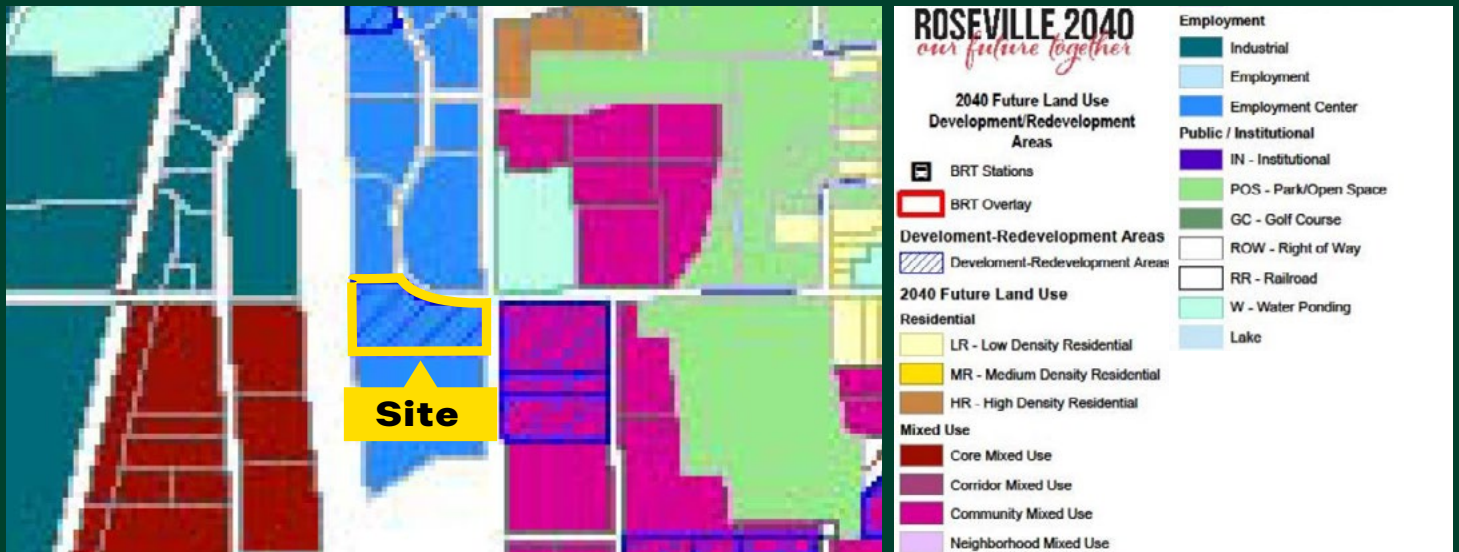 Site
ROSEVILLE 2040
our future together
2040 Future Land Use
Development/Redevelopment
Areas
BRT Stations
BRT Overlay
Develoment-Redevelopment Areas
Develoment-Redevelopment Areas
2040 Future Land Use
Residential
LR - Low Density Residential
MR - Medium Density Residential
HR - High Density Residential
Mixed Use
Core Mixed Use
Corridor Mixed Use
Community Mixed Use
Neighborhood Mixed Use
Employment
Industrial
Employment
Employment Center
Public / Institutional
IN - Institutional
POS - Park/Open Space
GC - Golf Course
ROW - Right of Way
RR - Railroad
W - Water Ponding
Lake